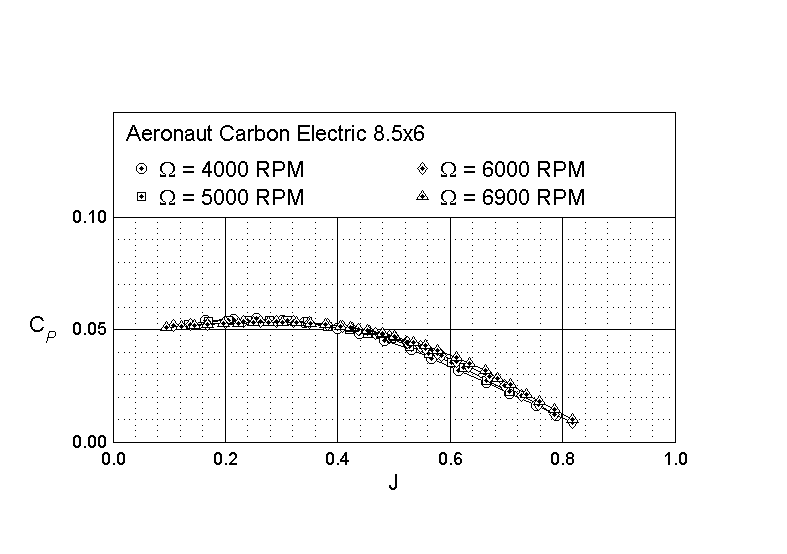 Aeronaut Carbon Electric 8.5x6
Ω = 4000 RPM Ω = 6000 RPM
Ω = 5000 RPM Ω = 6900 RPM
0.10
C_P 0.05
0.00
0.0 0.2 0.4 0.6 0.8 1.0
J